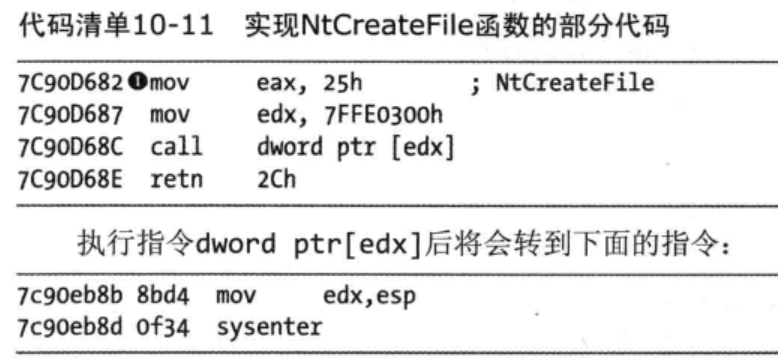 代码清单10-11 实现NtCreateFile函数的部分代码
7C90D682❶mov eax, 25h ; NtCreateFile
7C90D687 mov edx, 7FFE0300h
7C90D68C call dword ptr [edx]
7C90D68E retn 2Ch
执行指令dword ptr[edx]后将会转到下面的指令：
7c90eb8b 8bd4 mov edx,esp
7c90eb8d 0f34 sysenter